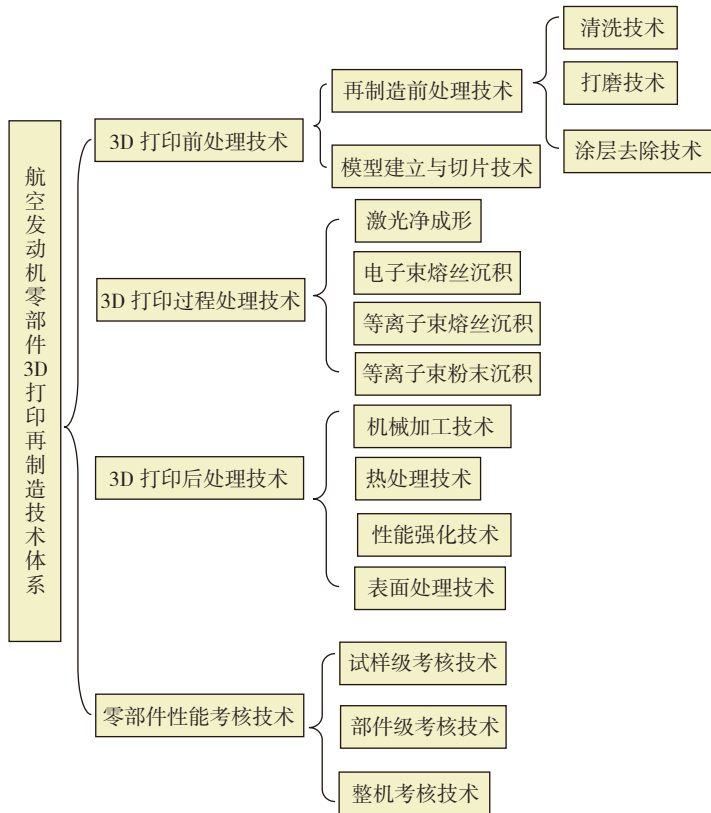 航空发动机零部件3D打印再制造技术体系
3D 打印前处理技术
再制造前处理技术
清洗技术
打磨技术
涂层去除技术
模型建立与切片技术
3D 打印过程处理技术
激光净成形
电子束熔丝沉积
等离子束熔丝沉积
等离子束粉末沉积
3D 打印后处理技术
机械加工技术
热处理技术
性能强化技术
表面处理技术
零部件性能考核技术
试样级考核技术
部件级考核技术
整机考核技术